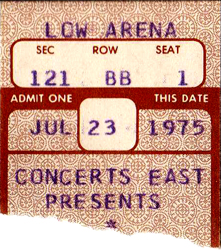 LOW ARENA
SEC ROW SEAT
121 BB 1
ADMIT ONE THIS DATE
JUL 23 1975
CONCERTS EAST
PRESENTS
*